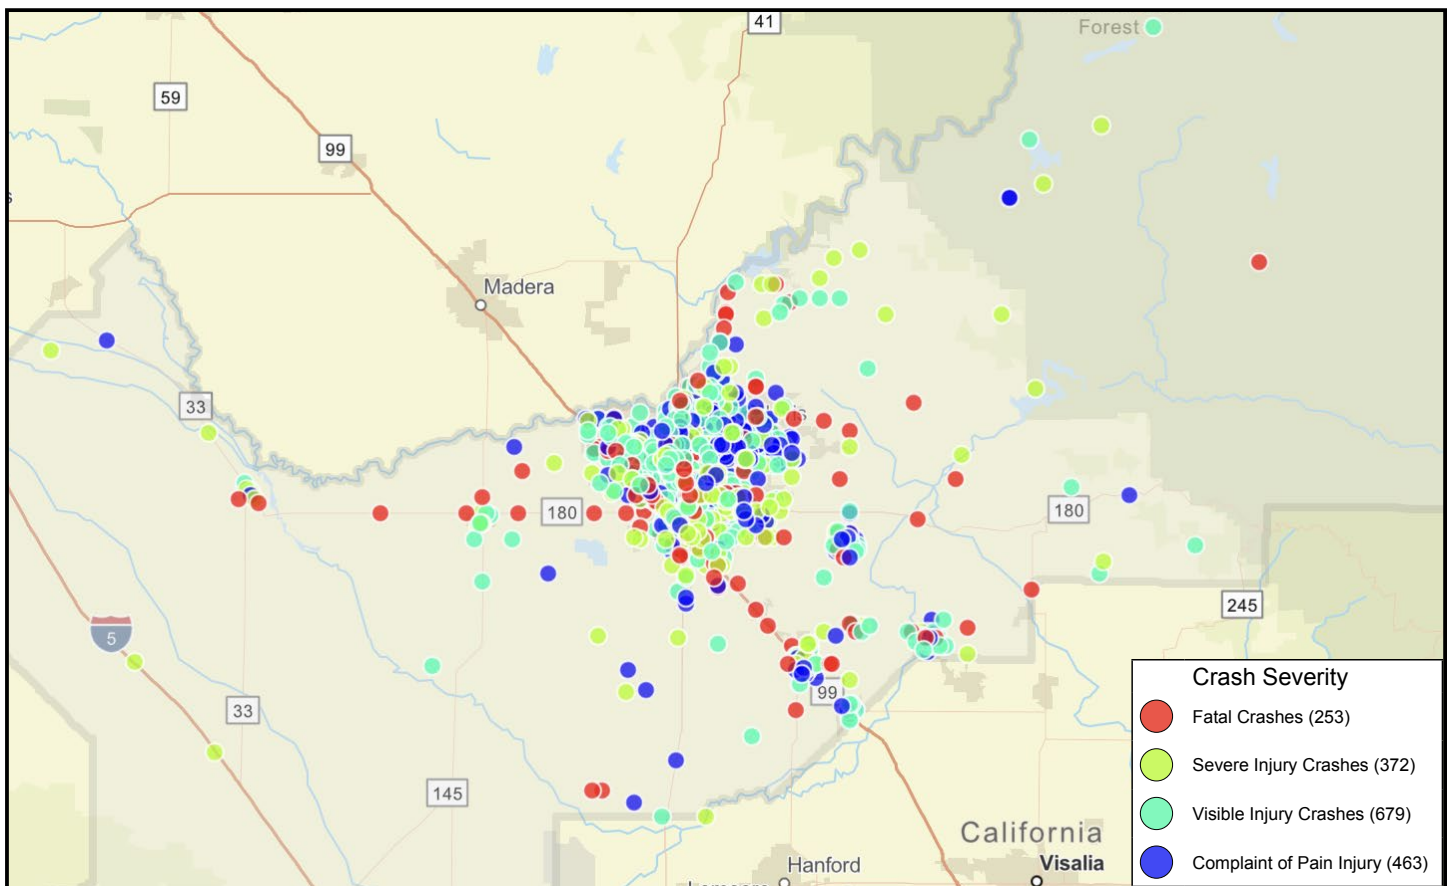 41
Forest
59
99
Madera
33
180
180
245
5
33
99
145
California
Visalia
Hanford
Crash Severity
Fatal Crashes (253)
Severe Injury Crashes (372)
Visible Injury Crashes (679)
Complaint of Pain Injury (463)